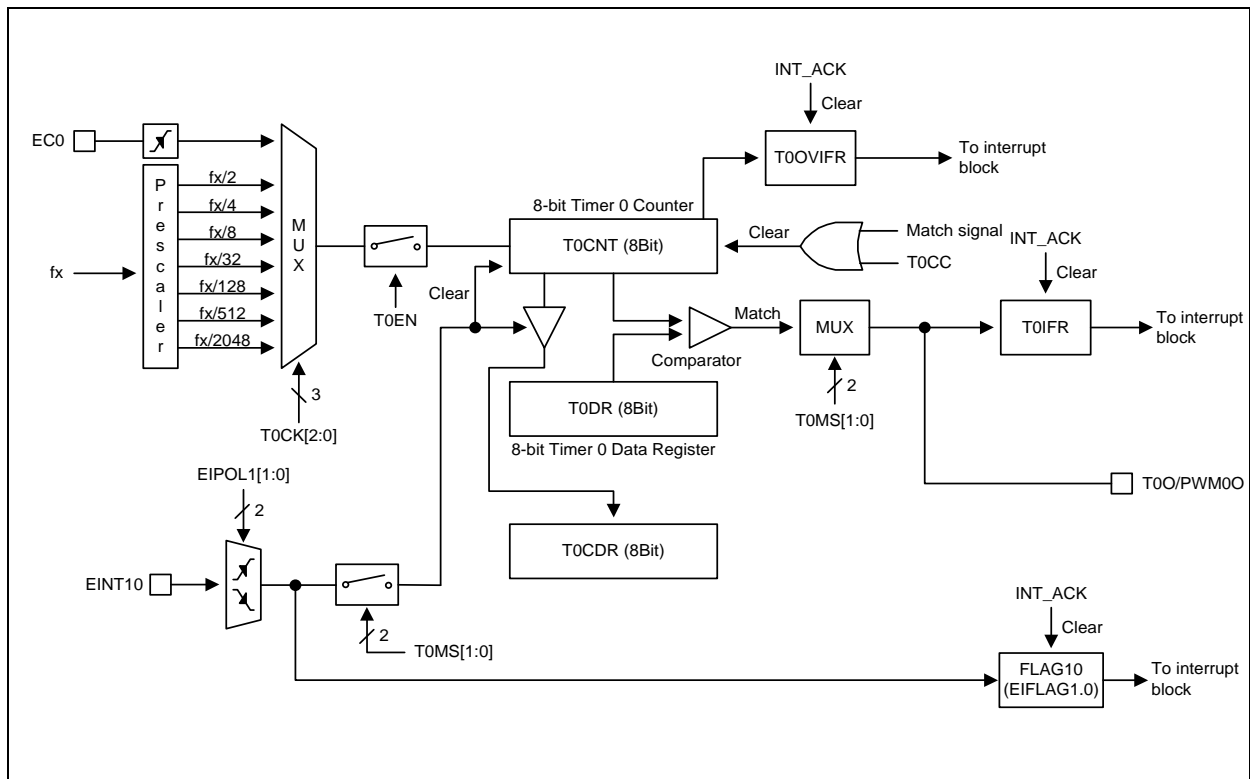 INT_ACK
Clear
EC0
T0OVIFR
To interrupt
block
Prescaler
fx/2
fx/4
fx/8
fx/32
fx/128
fx/512
fx/2048
MUX
fx
8-bit Timer 0 Counter
T0CNT (8Bit)
Clear
Match signal
T0CC
INT_ACK
Clear
T0EN
Clear
Match
Comparator
MUX
T0IFR
To interrupt
block
3
T0CK[2:0]
T0DR (8Bit)
8-bit Timer 0 Data Register
2
T0MS[1:0]
EIPOL1[1:0]
2
T0O/PWM0O
T0CDR (8Bit)
EINT10
2
T0MS[1:0]
INT_ACK
Clear
FLAG10
(EIFLAG1.0)
To interrupt
block